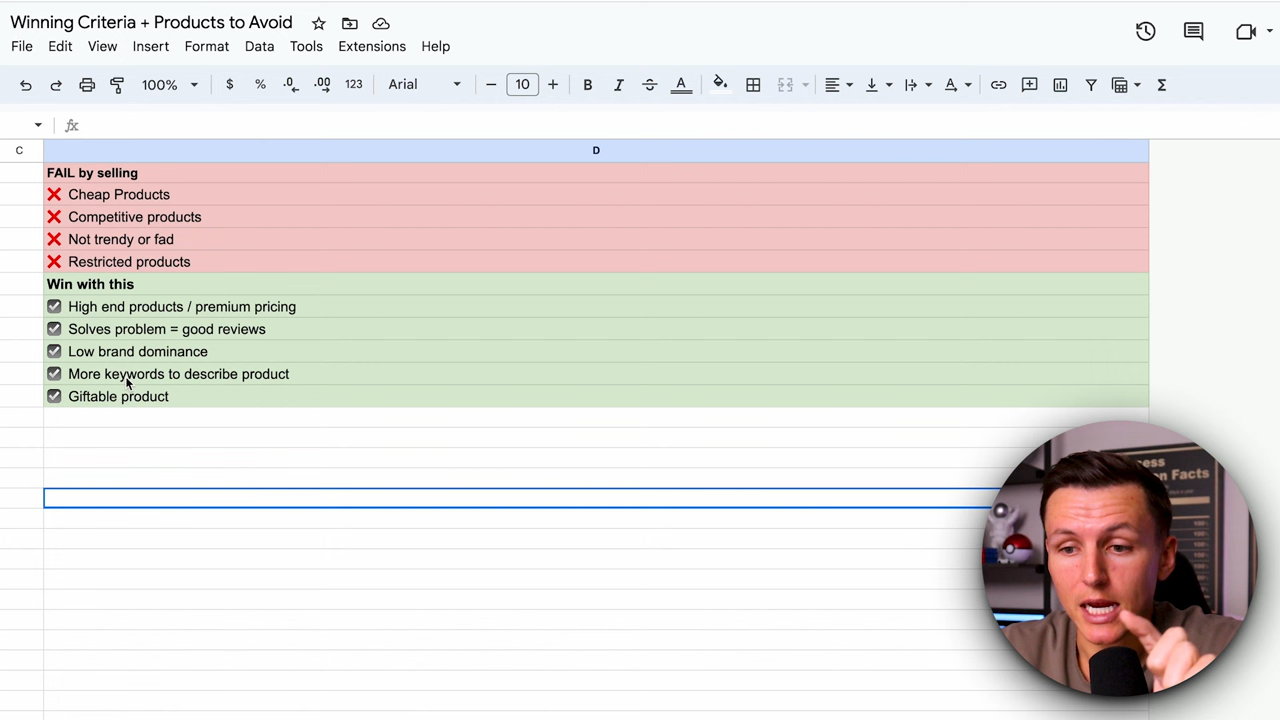 Winning Criteria + Products to Avoid
File Edit View Insert Format Data Tools Extensions Help
100% $ % .0 .00 123 Arial 10 B I A
fx
C D
FAIL by selling
❌ Cheap Products
❌ Competitive products
❌ Not trendy or fad
❌ Restricted products
Win with this
☑ High end products / premium pricing
☑ Solves problem = good reviews
☑ Low brand dominance
☑ More keywords to describe product
☑ Giftable product
Facts